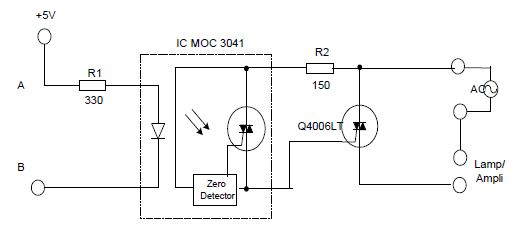 +5V
IC MOC 3041
R2
150
AC
A
R1
330
Q4006LT
B
Zero
Detector
Lamp/
Ampli